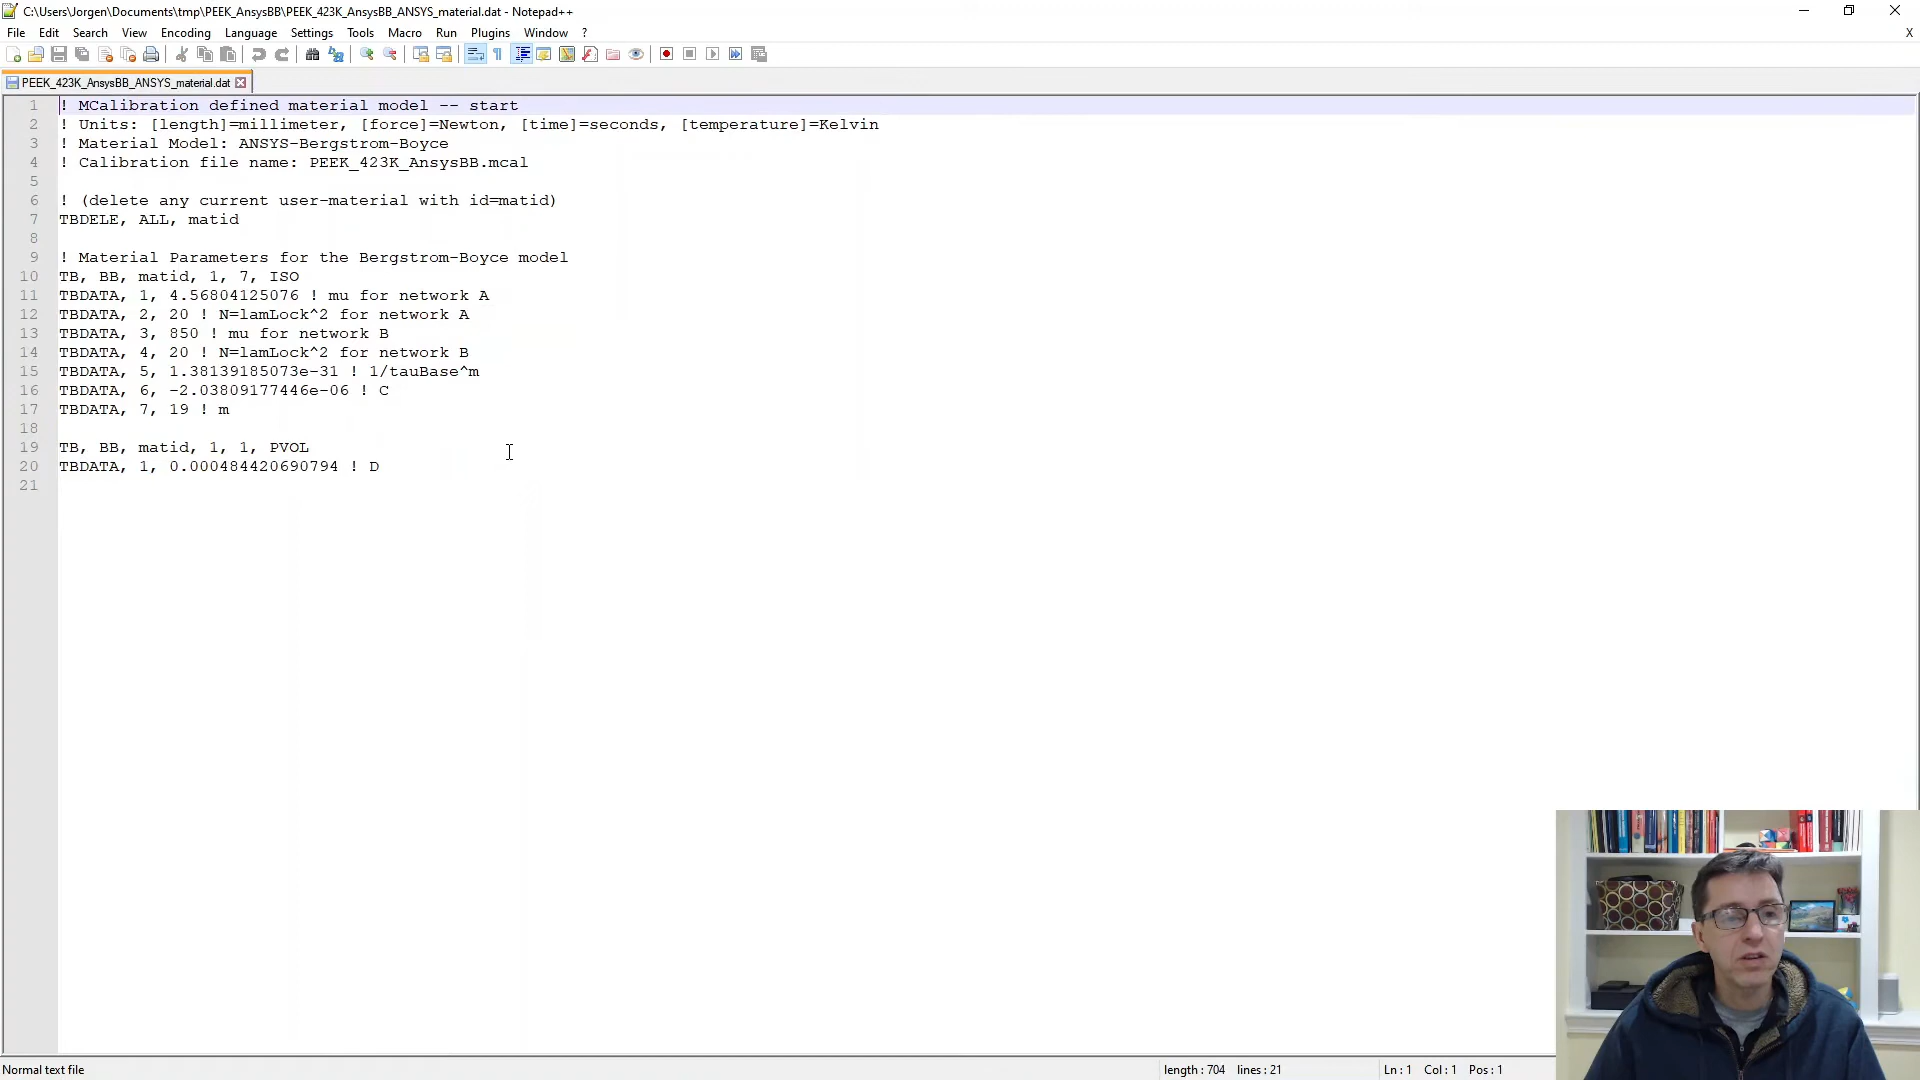 C:\Users\Jorgen\Documents\tmp\PEEK_AnsysBB\PEEK_423K_AnsysBB_ANSYS_material.dat - Notepad++
File Edit Search View Encoding Language Settings Tools Macro Run Plugins Window ? X
PEEK_423K_AnsysBB_ANSYS_material.dat
1 ! MCalibration defined material model -- start
2 ! Units: [length]=millimeter, [force]=Newton, [time]=seconds, [temperature]=Kelvin
3 ! Material Model: ANSYS-Bergstrom-Boyce
4 ! Calibration file name: PEEK_423K_AnsysBB.mcal
5
6 ! (delete any current user-material with id=matid)
7 TBDELE, ALL, matid
8
9 ! Material Parameters for the Bergstrom-Boyce model
10 TB, BB, matid, 1, 7, ISO
11 TBDATA, 1, 4.56804125076 ! mu for network A
12 TBDATA, 2, 20 ! N=lamLock^2 for network A
13 TBDATA, 3, 850 ! mu for network B
14 TBDATA, 4, 20 ! N=lamLock^2 for network B
15 TBDATA, 5, 1.38139185073e-31 ! 1/tauBase^m
16 TBDATA, 6, -2.03809177446e-06 ! C
17 TBDATA, 7, 19 ! m
18
19 TB, BB, matid, 1, 1, PVOL
20 TBDATA, 1, 0.000484420690794 ! D
21
Normal text file length : 704 lines : 21 Ln : 1 Col : 1 Pos : 1